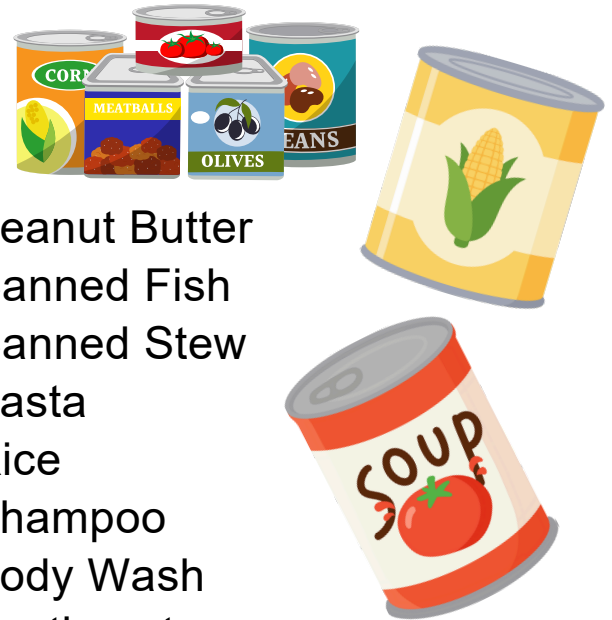 CORN
MEATBALLS
OLIVES
EANS
eanut Butter
anned Fish
anned Stew
asta
ice
hampoo
SOUP
ody Wash